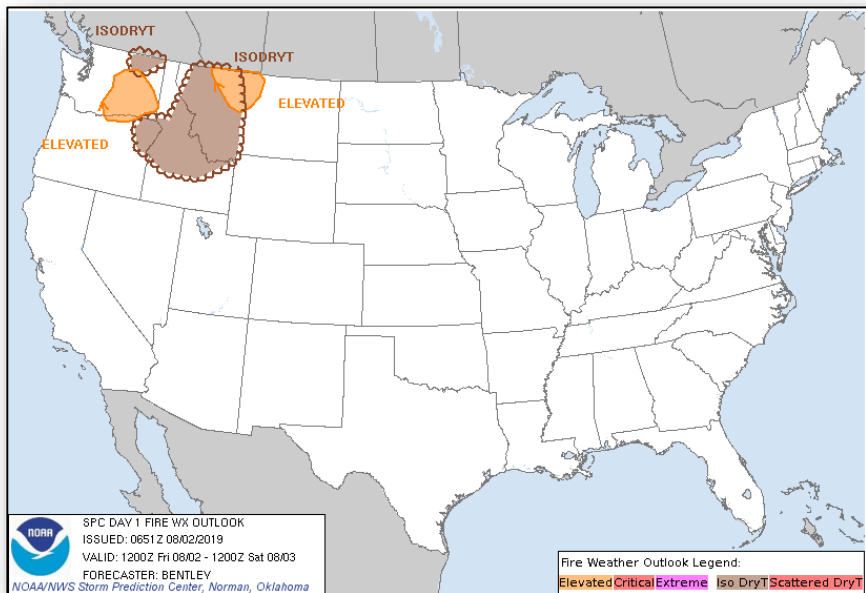 ISODRYT
ISODRYT
ELEVATED
ELEVATED
NOAA
SPC DAY 1 FIRE WX OUTLOOK
ISSUED: 0651Z 08/02/2019
VALID: 1200Z Fri 08/02 - 1200Z Sat 08/03
FORECASTER: BENTLEY
NOAA/NWS Storm Prediction Center, Norman, Oklahoma
Fire Weather Outlook Legend:
Elevated Critical Extreme Iso DryT Scattered DryT